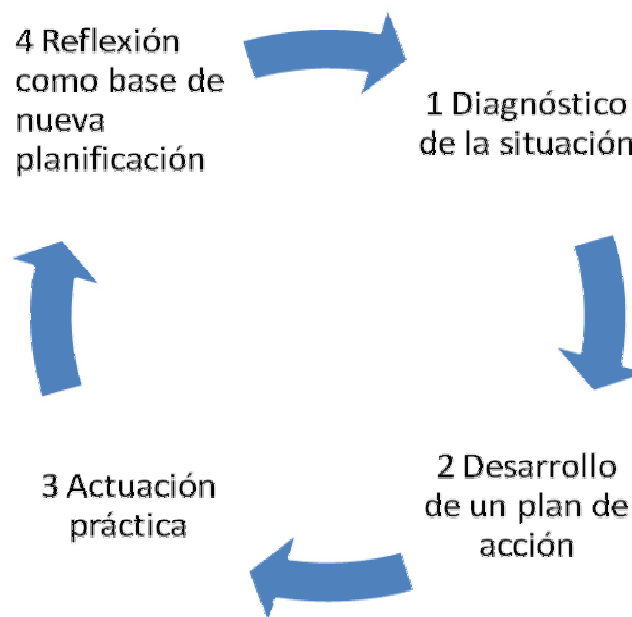 4 Reflexión
como base de
nueva
planificación
1 Diagnóstico
de la situación
2 Desarrollo
de un plan de
acción
3 Actuación
práctica